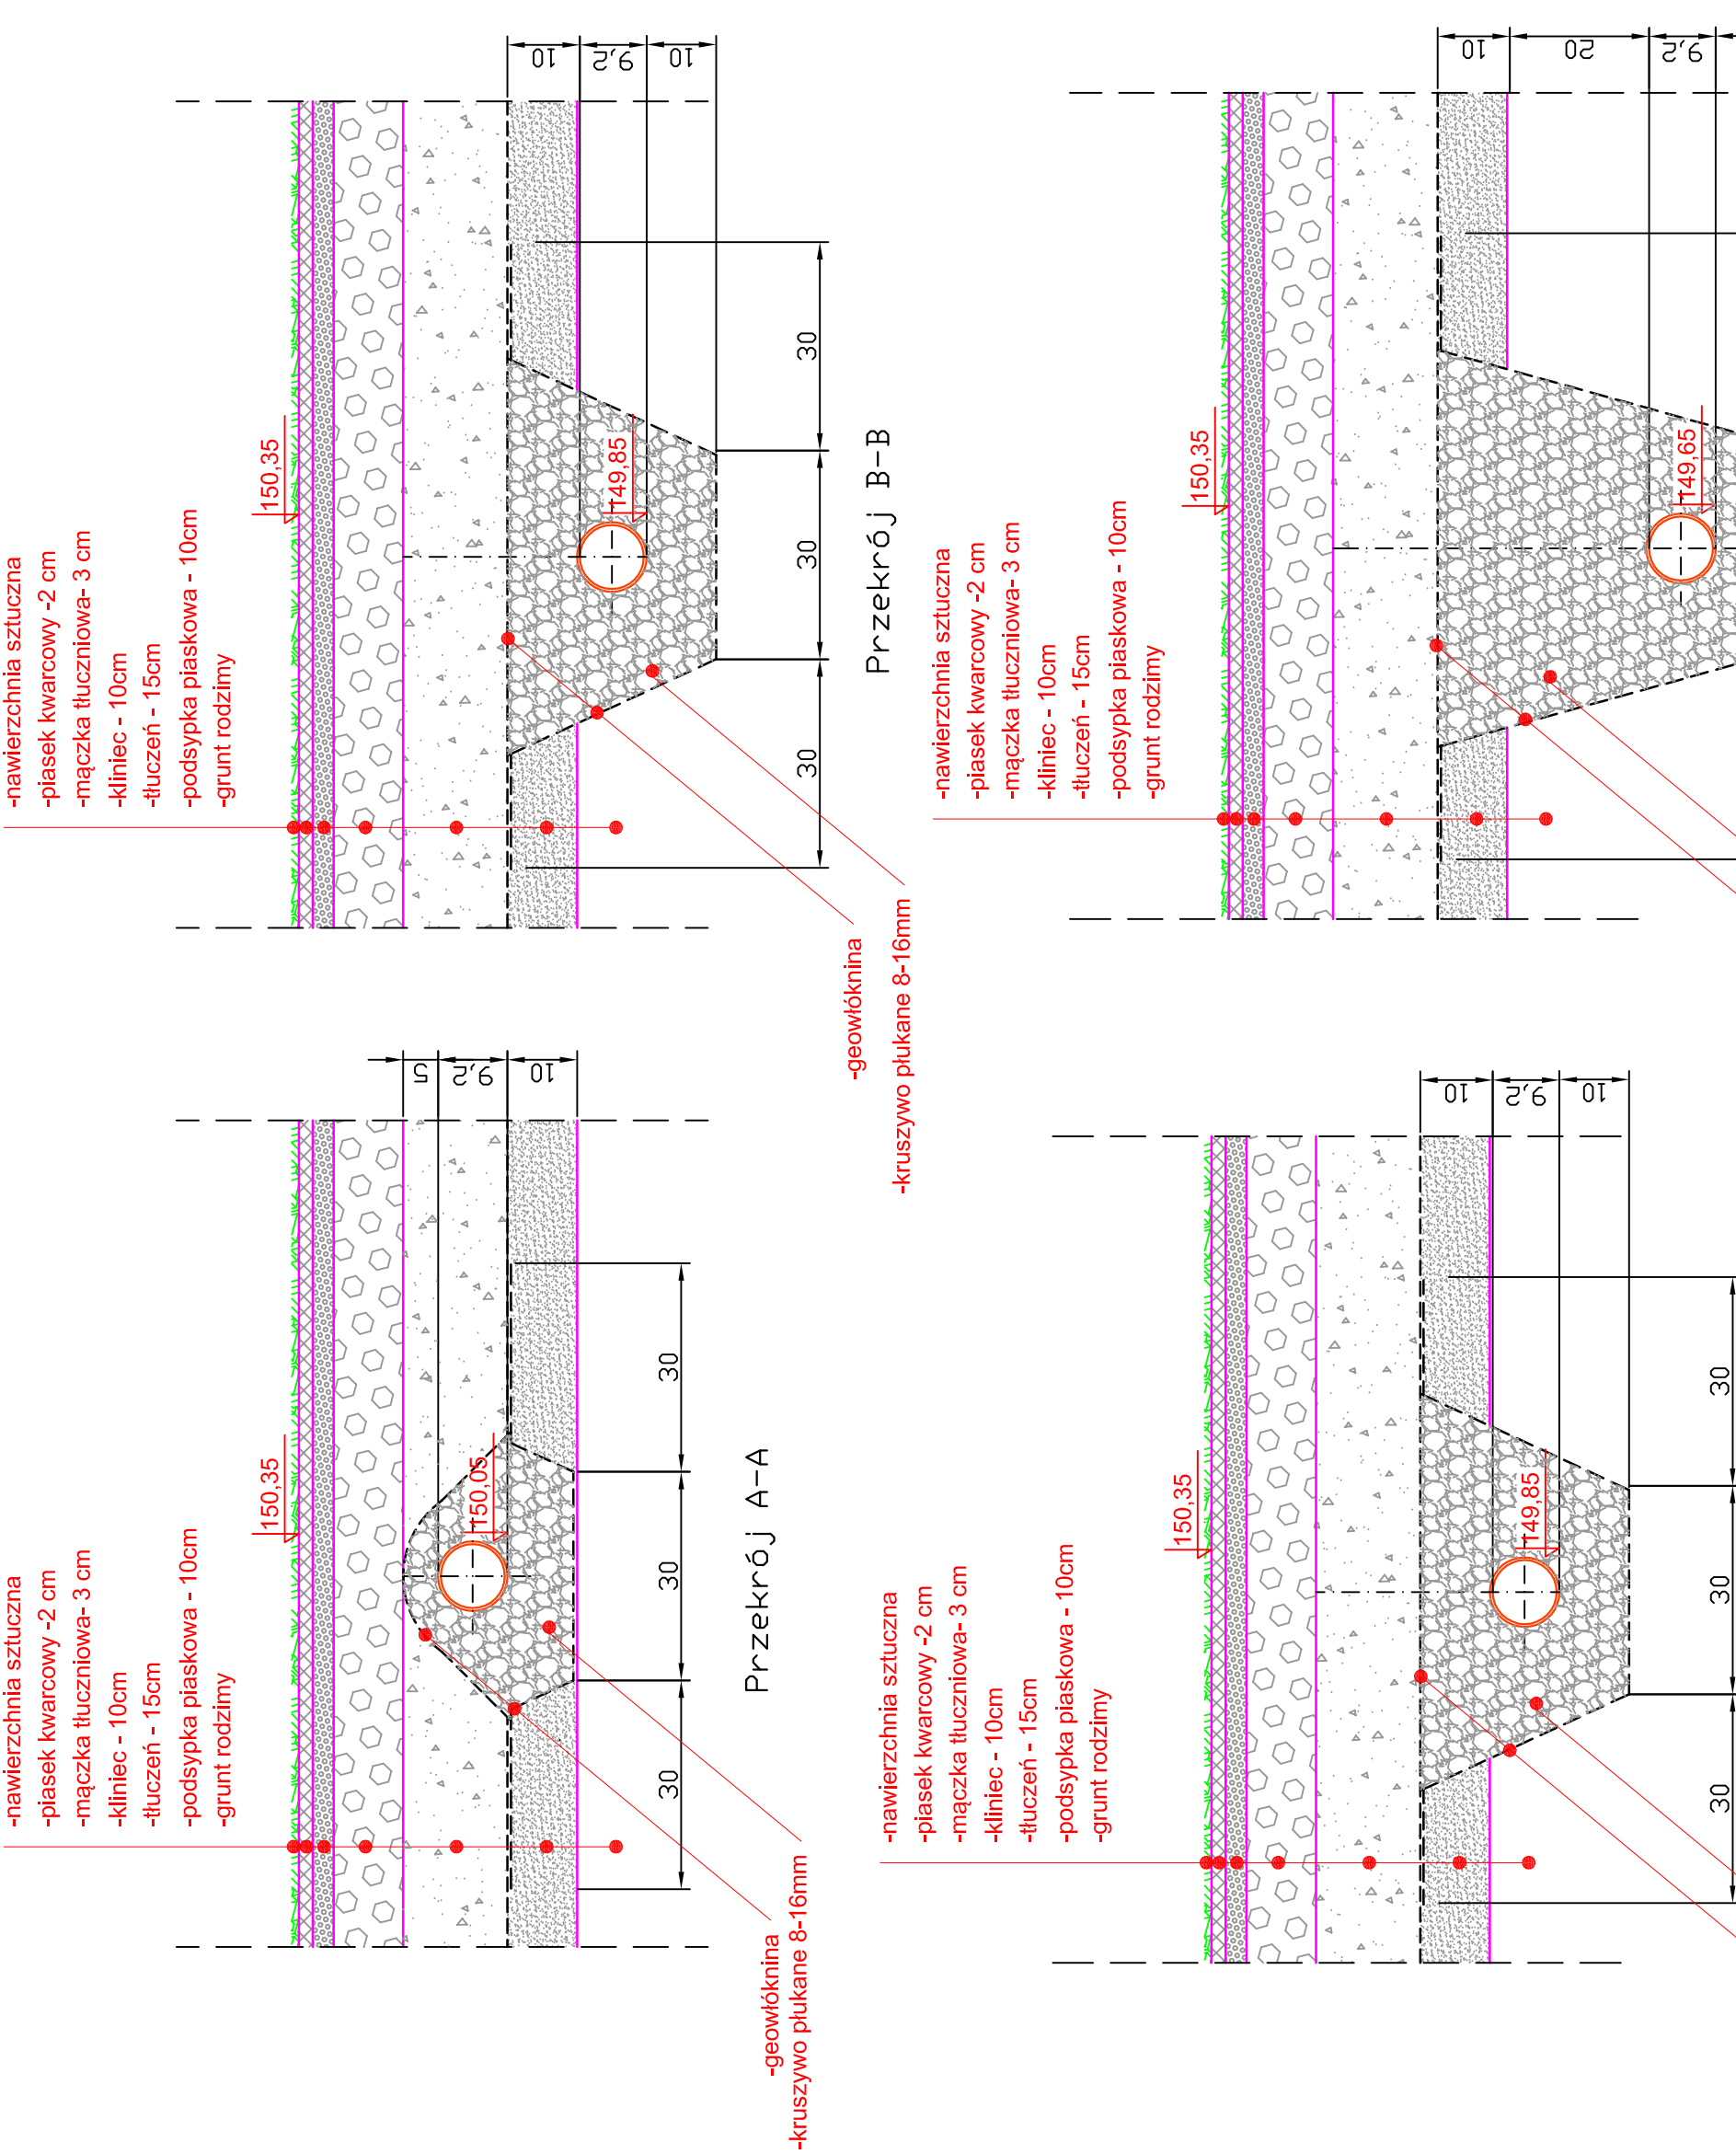 -nawierzchnia sztuczna
-piasek kwarcowy -2 cm
-mączka tłuczniowa- 3 cm
-kliniec - 10cm
-tłuczeń - 15cm
-podsypka piaskowa - 10cm
-grunt rodzimy
150,35
150,05
5
9,2
10
30
30
30
Przekrój A-A
-geowłóknina
-kruszywo płukane 8-16mm
-nawierzchnia sztuczna
-piasek kwarcowy -2 cm
-mączka tłuczniowa- 3 cm
-kliniec - 10cm
-tłuczeń - 15cm
-podsypka piaskowa - 10cm
-grunt rodzimy
150,35
149,85
10
9,2
10
30
30
30
Przekrój B-B
-geowłóknina
-kruszywo płukane 8-16mm
-nawierzchnia sztuczna
-piasek kwarcowy -2 cm
-mączka tłuczniowa- 3 cm
-kliniec - 10cm
-tłuczeń - 15cm
-podsypka piaskowa - 10cm
-grunt rodzimy
150,35
149,85
10
9,2
10
30
30
30
-nawierzchnia sztuczna
-piasek kwarcowy -2 cm
-mączka tłuczniowa- 3 cm
-kliniec - 10cm
-tłuczeń - 15cm
-podsypka piaskowa - 10cm
-grunt rodzimy
150,35
149,65
10
20
9,2